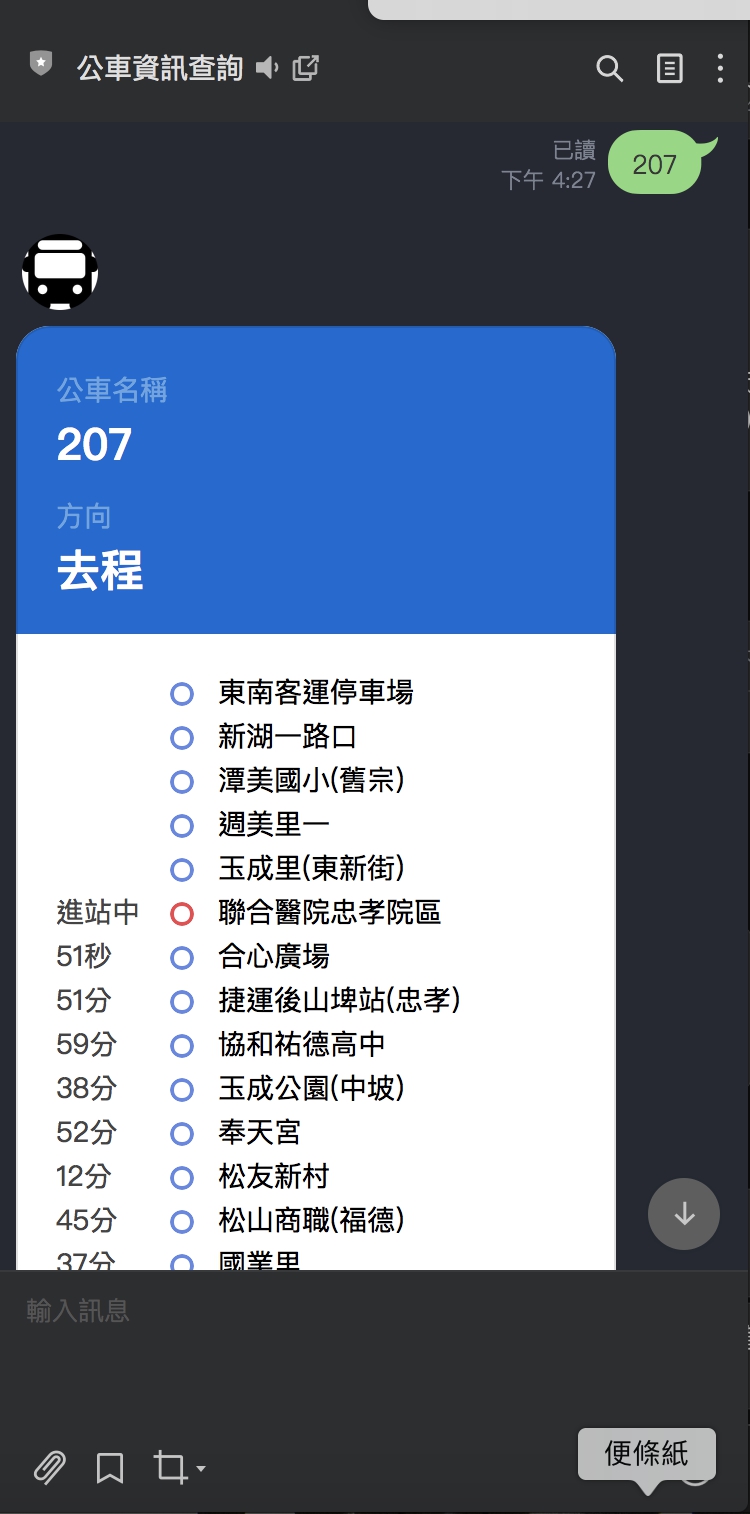 公車資訊查詢
已讀
下午 4:27
207
公車名稱
207
方向
去程
東南客運停車場
新湖一路口
潭美國小(舊宗)
週美里一
玉成里(東新街)
進站中 聯合醫院忠孝院區
51秒 合心廣場
51分 捷運後山埤站(忠孝)
59分 協和祐德高中
38分 玉成公園(中坡)
52分 奉天宮
12分 松友新村
45分 松山商職(福德)
37分 國業里
輸入訊息
便條紙